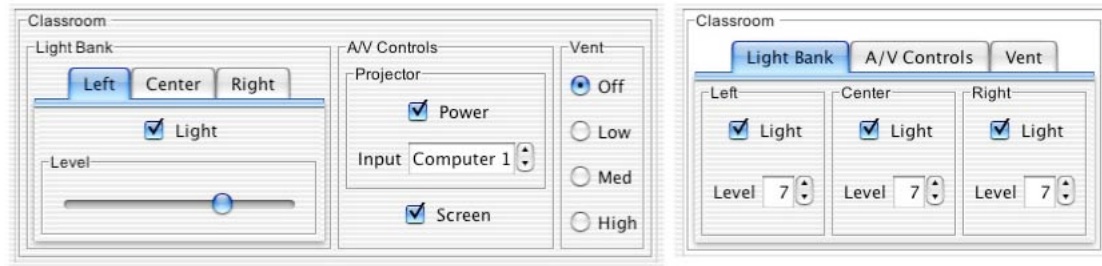 Classroom
Light Bank
Left Center Right
Light
Level
A/V Controls
Projector
Power
Input Computer 1
Screen
Vent
Off
Low
Med
High
Classroom
Light Bank A/V Controls Vent
Left
Light
Level 7
Center
Light
Level 7
Right
Light
Level 7